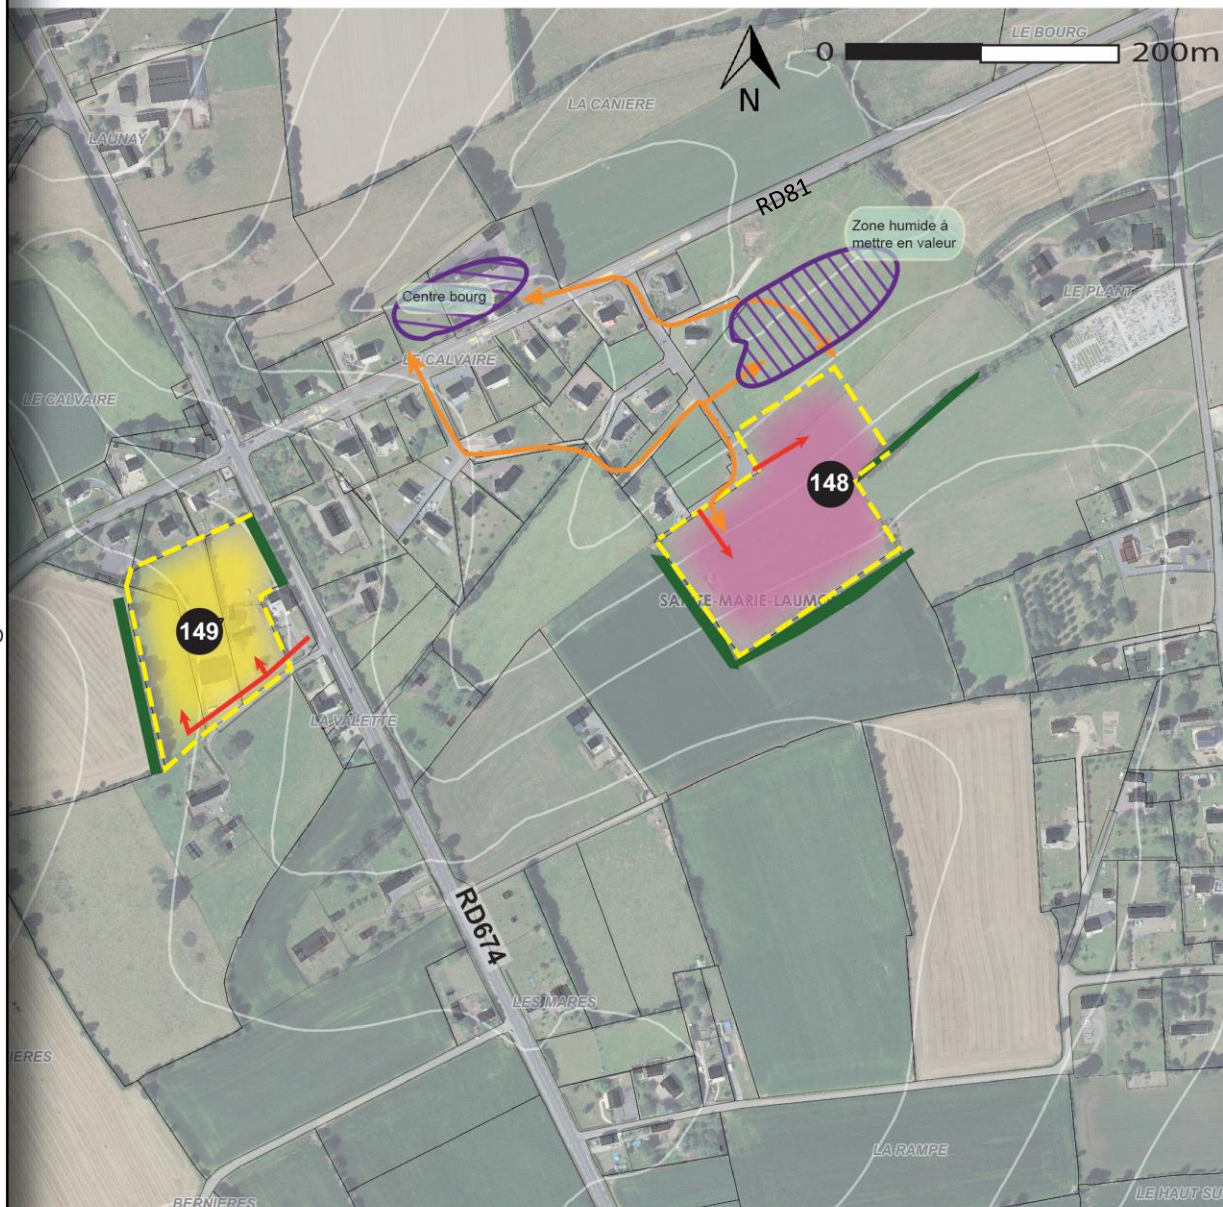 LE BOURG
0 200m
N
LA CANIERE
LAUNAY
RD81
Zone humide à
mettre en valeur
Centre bourg
LE PLANT
LE CALVAIRE
LE CALVAIRE
148
149
LA VALETTE
RD674
LES MARES
LA RAMPE
BERNIERES